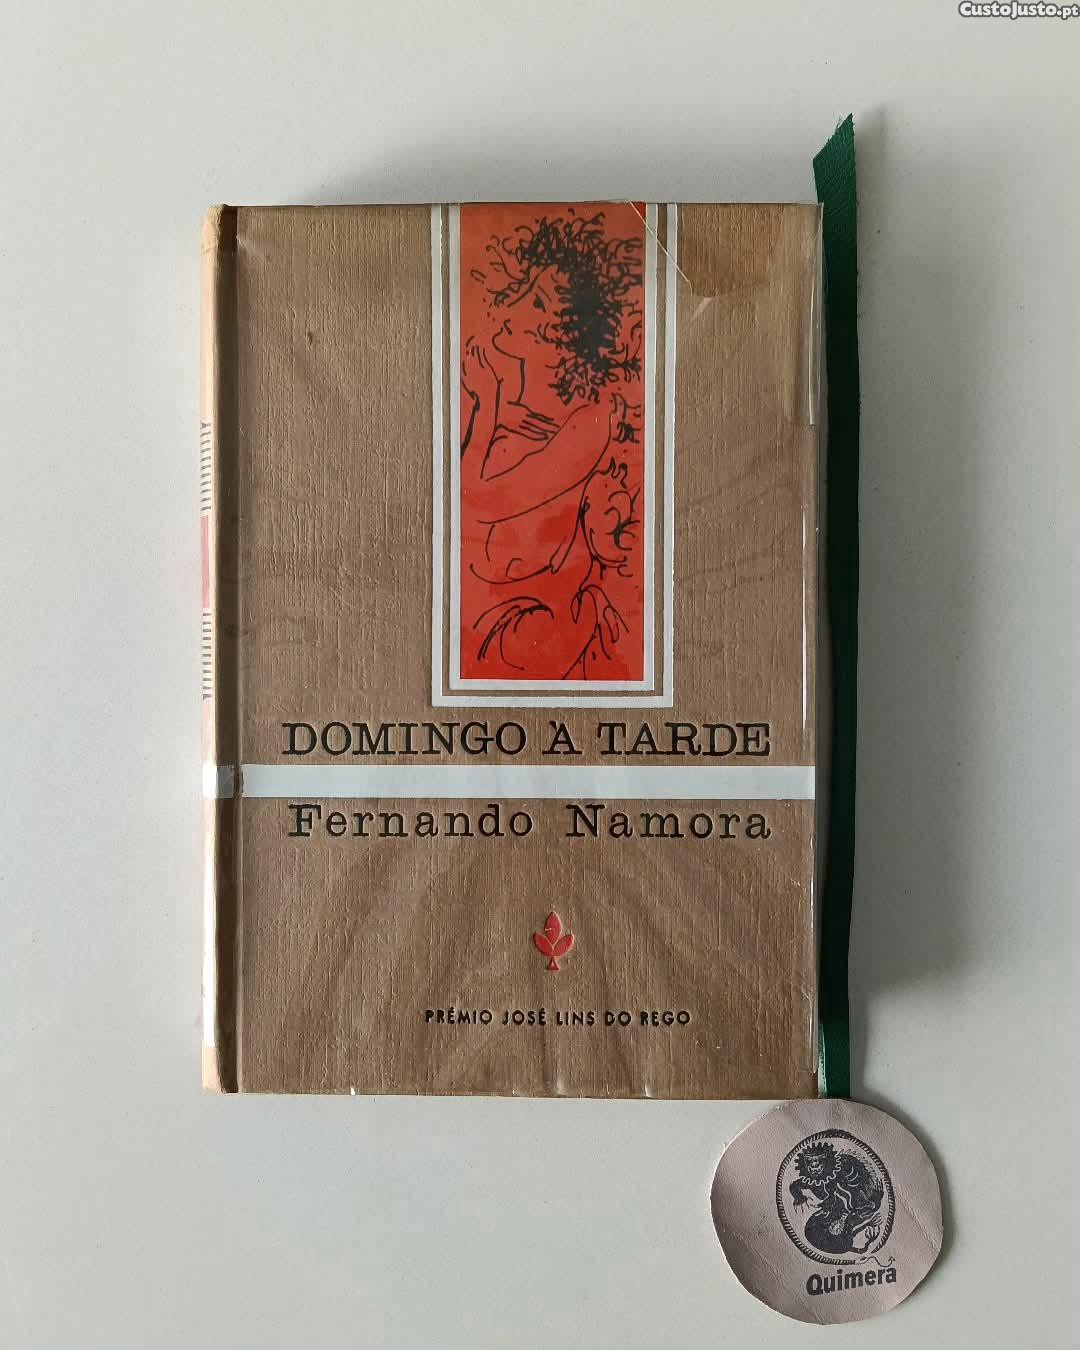 CustoJusto.pt
DOMINGO À TARDE
Fernando Namora
PRÉMIO JOSÉ LINS DO REGO
Quimera